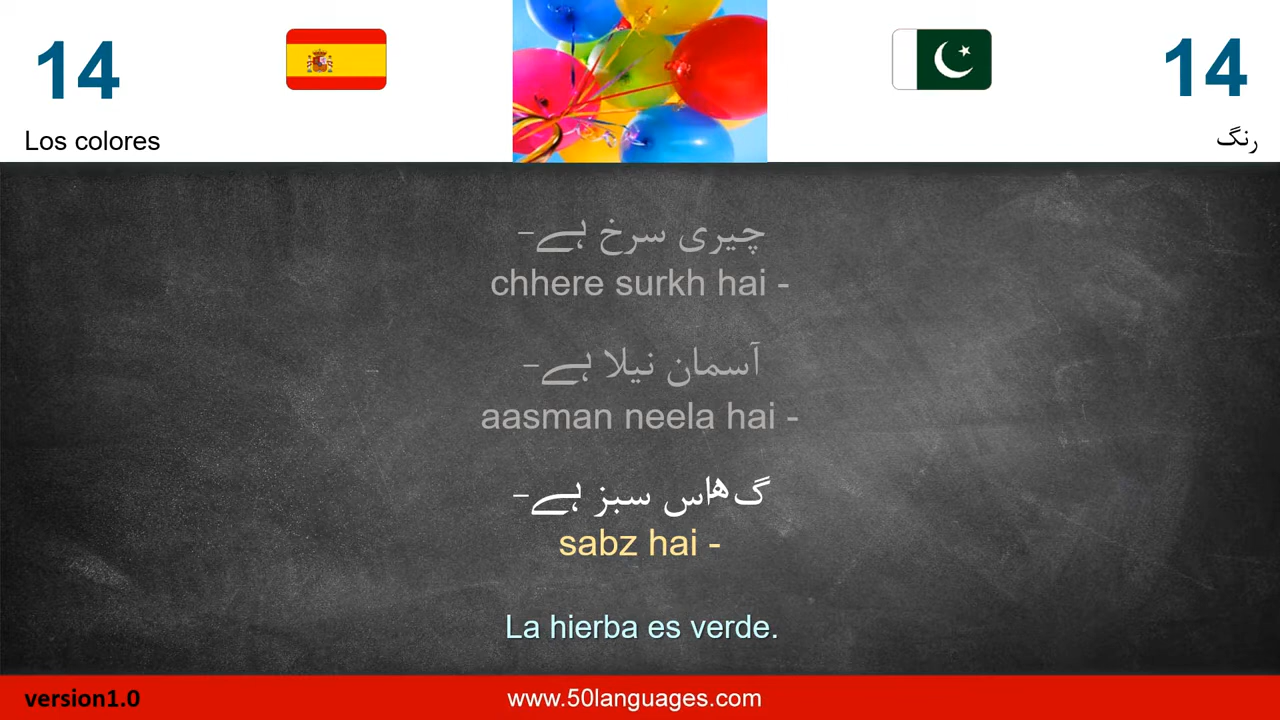 14
14
Los colores
رنگ
چیری سرخ ہے-
chhere surkh hai -
آسمان نیلا ہے-
aasman neela hai -
گھاس سبز ہے-
sabz hai -
La hierba es verde.
version1.0
www.50languages.com